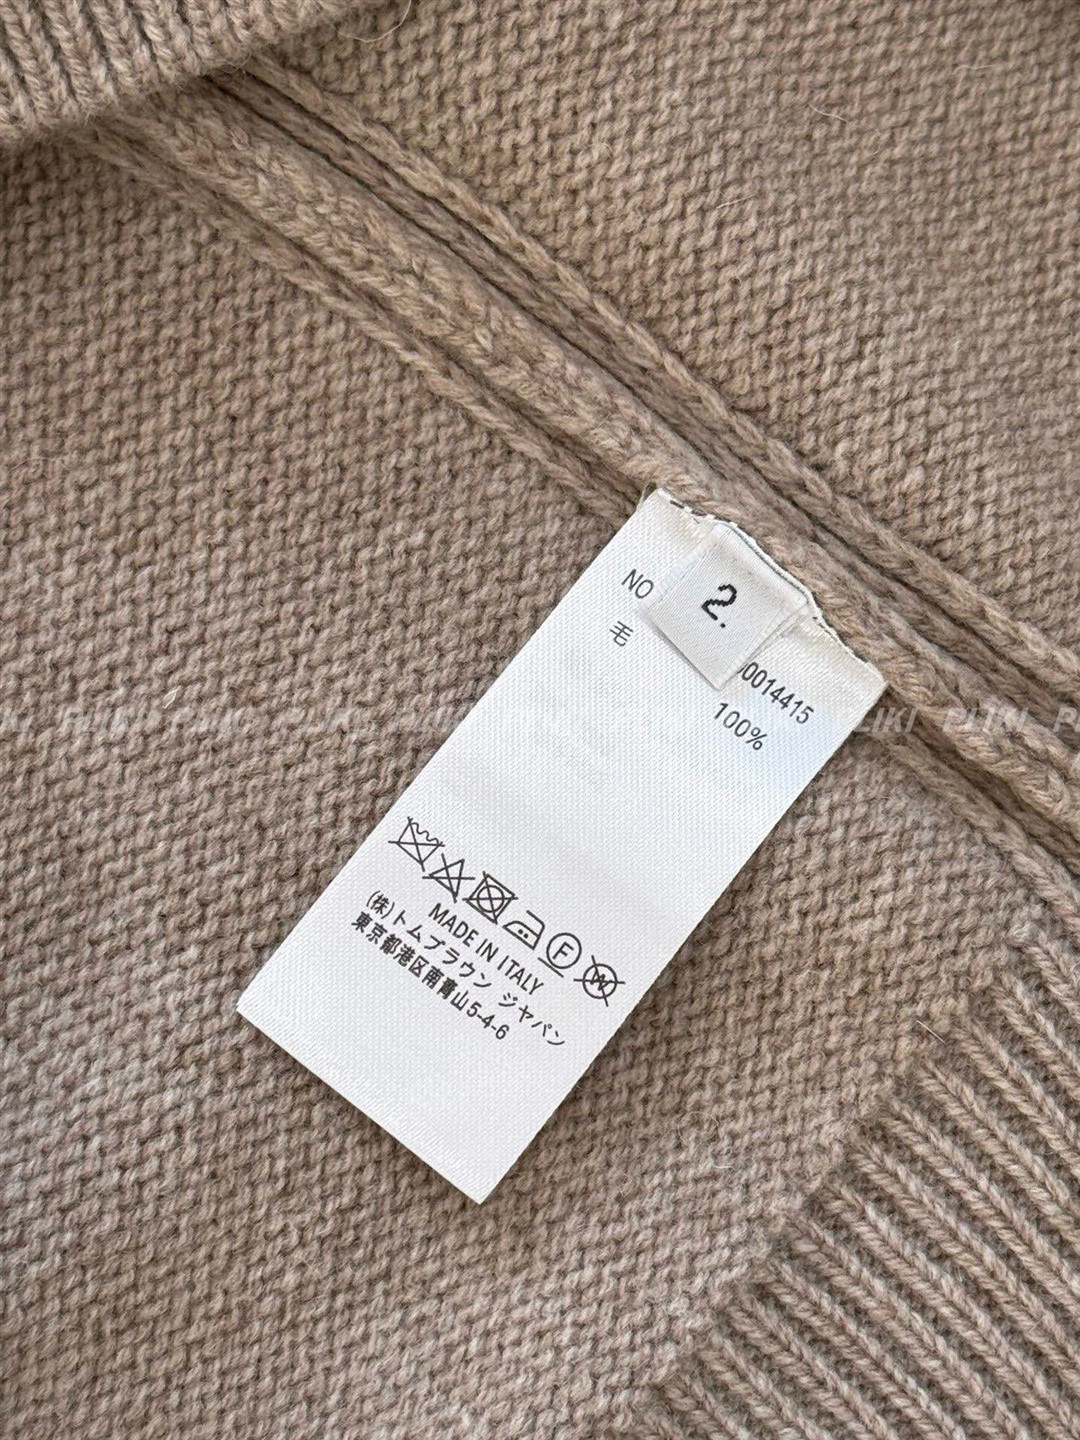 2.
NO 0014415
毛 100%
MADE IN ITALY
(株)トムブラウン ジャパン
東京都港区南青山5-4-6